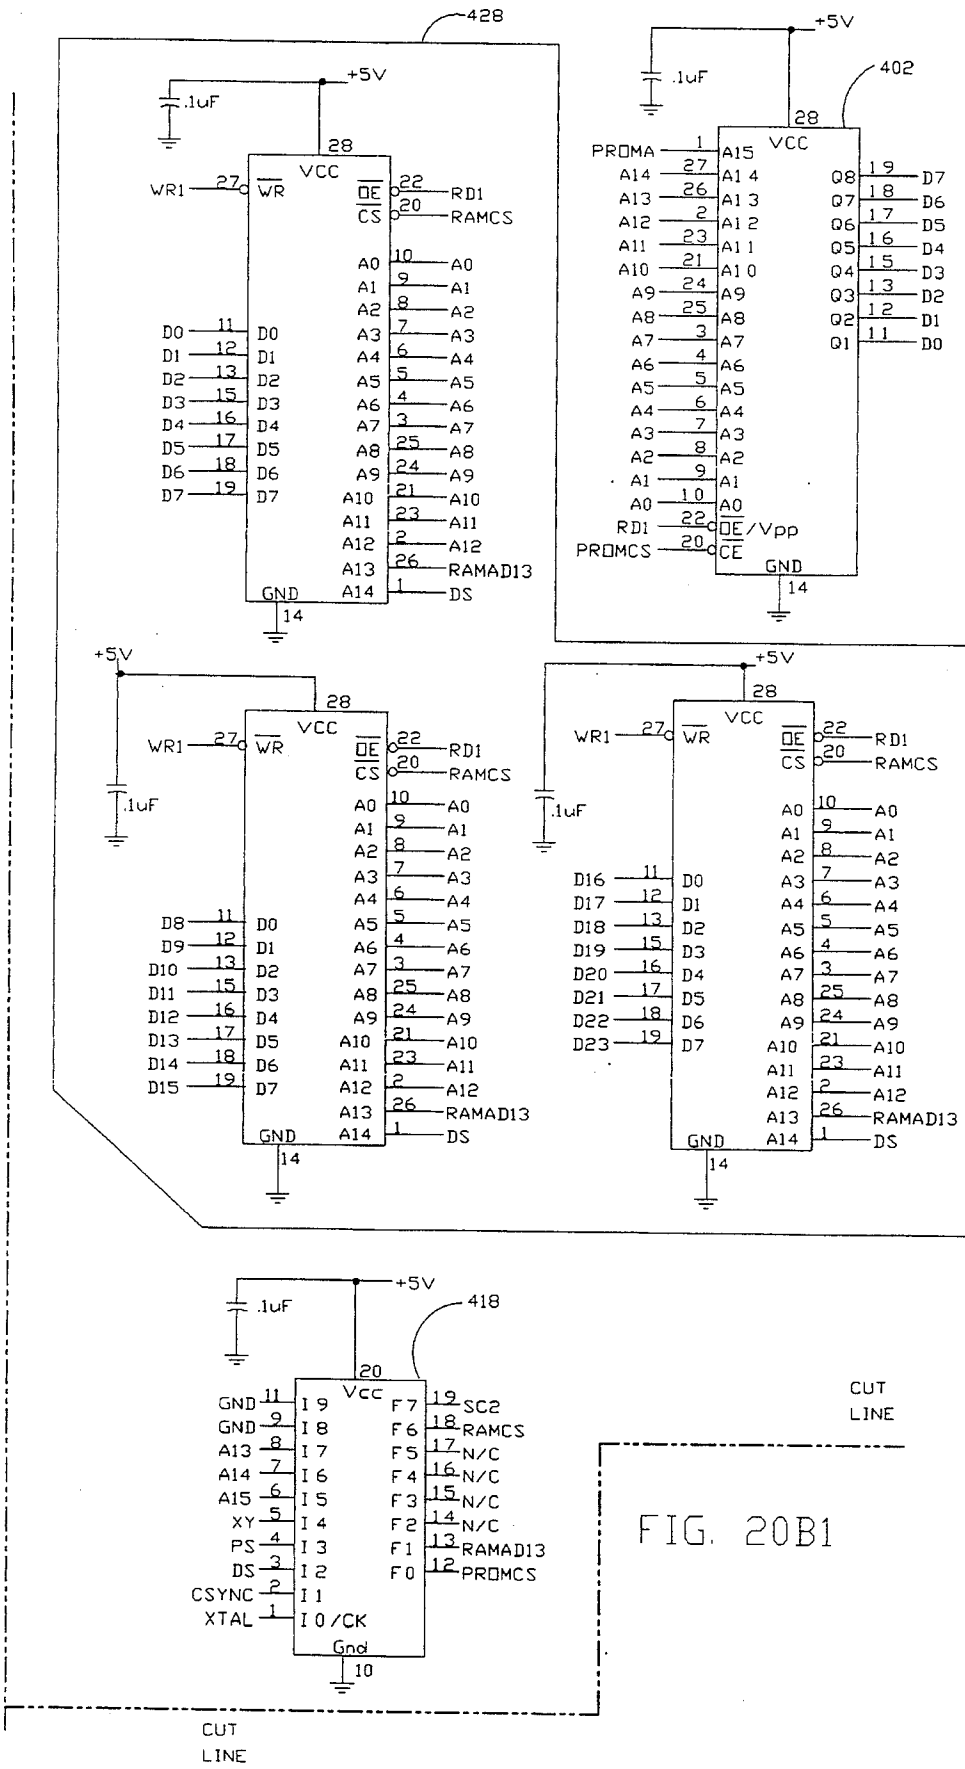 428
+5V
.1uF
28
VCC
WR1 27 WR OE 22 RD1
CS 20 RAMCS
A0 10 A0
A1 9 A1
A2 8 A2
D0 11 D0 A3 7 A3
D1 12 D1 A4 6 A4
D2 13 D2 A5 5 A5
D3 15 D3 A6 4 A6
D4 16 D4 A7 3 A7
D5 17 D5 A8 25 A8
D6 18 D6 A9 24 A9
D7 19 D7 A10 21 A10
A11 23 A11
A12 2 A12
A13 26 RAMAD13
GND A14 1 DS
14
+5V
.1uF
402
28
VCC
PROMA 1 A15
A14 27 A14 Q8 19 D7
A13 26 A13 Q7 18 D6
A12 2 A12 Q6 17 D5
A11 23 A11 Q5 16 D4
A10 21 A10 Q4 15 D3
A9 24 A9 Q3 13 D2
A8 25 A8 Q2 12 D1
A7 3 A7 Q1 11 D0
A6 4 A6
A5 5 A5
A4 6 A4
A3 7 A3
A2 8 A2
A1 9 A1
A0 10 A0
RD1 22 OE/Vpp
PROMCS 20 CE
GND
14
+5V
28
VCC
WR1 27 WR OE 22 RD1
CS 20 RAMCS
.1uF
A0 10 A0
A1 9 A1
A2 8 A2
A3 7 A3
A4 6 A4
D8 11 D0 A5 5 A5
D9 12 D1 A6 4 A6
D10 13 D2 A7 3 A7
D11 15 D3 A8 25 A8
D12 16 D4 A9 24 A9
D13 17 D5 A10 21 A10
D14 18 D6 A11 23 A11
D15 19 D7 A12 2 A12
A13 26 RAMAD13
GND A14 1 DS
14
+5V
28
VCC
WR1 27 WR OE 22 RD1
CS 20 RAMCS
.1uF
A0 10 A0
A1 9 A1
A2 8 A2
D16 11 D0 A3 7 A3
D17 12 D1 A4 6 A4
D18 13 D2 A5 5 A5
D19 15 D3 A6 4 A6
D20 16 D4 A7 3 A7
D21 17 D5 A8 25 A8
D22 18 D6 A9 24 A9
D23 19 D7 A10 21 A10
A11 23 A11
A12 2 A12
A13 26 RAMAD13
GND A14 1 DS
14
+5V
.1uF
418
20
Vcc
GND 11 I9 F7 19 SC2
GND 9 I8 F6 18 RAMCS
A13 8 I7 F5 17 N/C
A14 7 I6 F4 16 N/C
A15 6 I5 F3 15 N/C
XY 5 I4 F2 14 N/C
PS 4 I3 F1 13 RAMAD13
DS 3 I2 F0 12 PROMCS
CSYNC 2 I1
XTAL 1 I0/CK
Gnd
10
CUT
LINE
FIG. 20B1
CUT
LINE